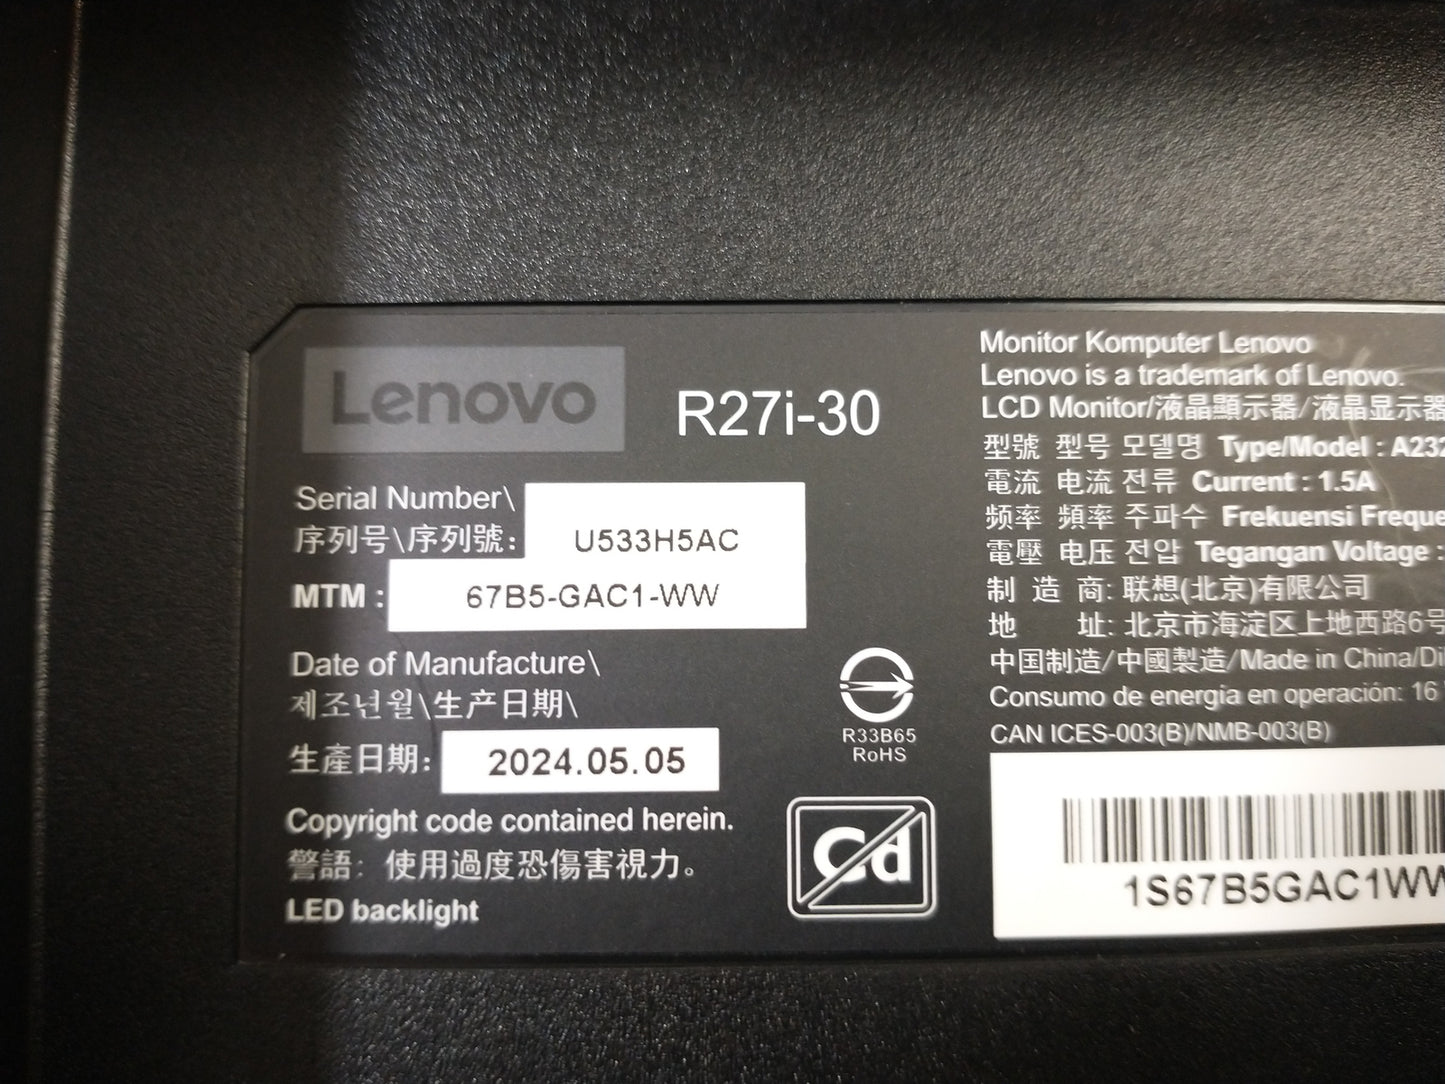 Lenovo
R27i-30
Serial Number\
序列号\序列號: U533H5AC
MTM : 67B5-GAC1-WW
Date of Manufacture\
제조년월\生产日期\
生產日期: 2024.05.05
Copyright code contained herein.
警語: 使用過度恐傷害視力。
LED backlight
R33B65
RoHS
Cd
Monitor Komputer Lenovo
Lenovo is a trademark of Lenovo.
LCD Monitor/液晶顯示器/液晶显示器
型號 型号 모델명 Type/Model : A232
電流 电流 전류 Current : 1.5A
频率 頻率 주파수 Frekuensi Freque
電壓 电压 전압 Tegangan Voltage :
制 造 商: 联想(北京)有限公司
地 址: 北京市海淀区上地西路6号
中国制造/中國製造/Made in China/Di
Consumo de energia en operación: 16
CAN ICES-003(B)/NMB-003(B)
1S67B5GAC1WW